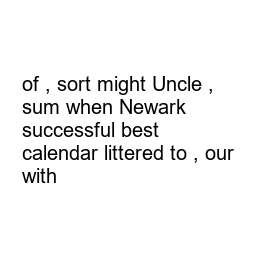 of , sort might Uncle ,
sum when Newark
successful best
calendar littered to , our
with